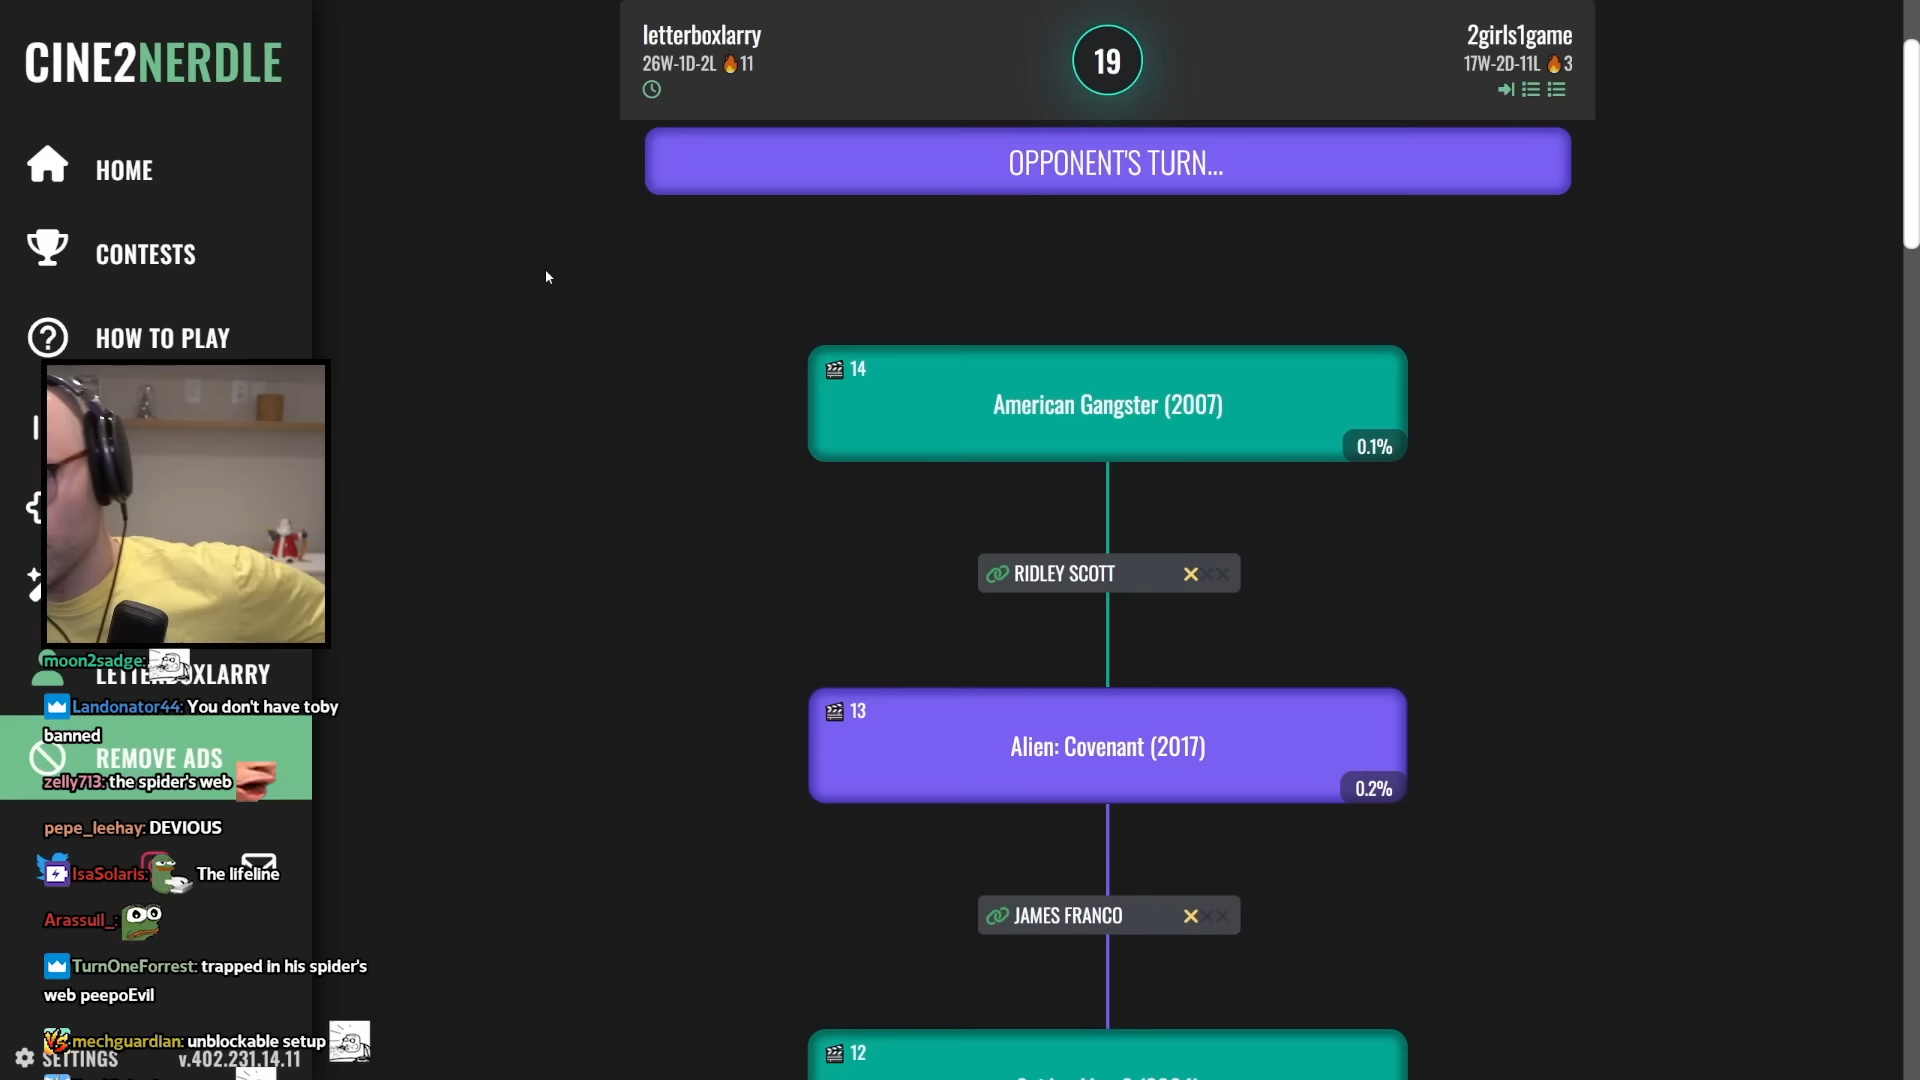 CINE2NERDLE
HOME
CONTESTS
HOW TO PLAY
LETTERBOXLARRY
REMOVE ADS
SETTINGS
v.402.231.14.11
moon2sadge:
Landonator44: You don't have toby
banned
zelly713: the spider's web
pepe_leehay: DEVIOUS
IsaSolaris: The lifeline
Arassuil_:
TurnOneForrest: trapped in his spider's
web peepoEvil
mechguardian: unblockable setup
letterboxlarry
26W-1D-2L 11
19
2girls1game
17W-2D-11L 3
OPPONENT'S TURN...
14
American Gangster (2007)
0.1%
RIDLEY SCOTT
13
Alien: Covenant (2017)
0.2%
JAMES FRANCO
12